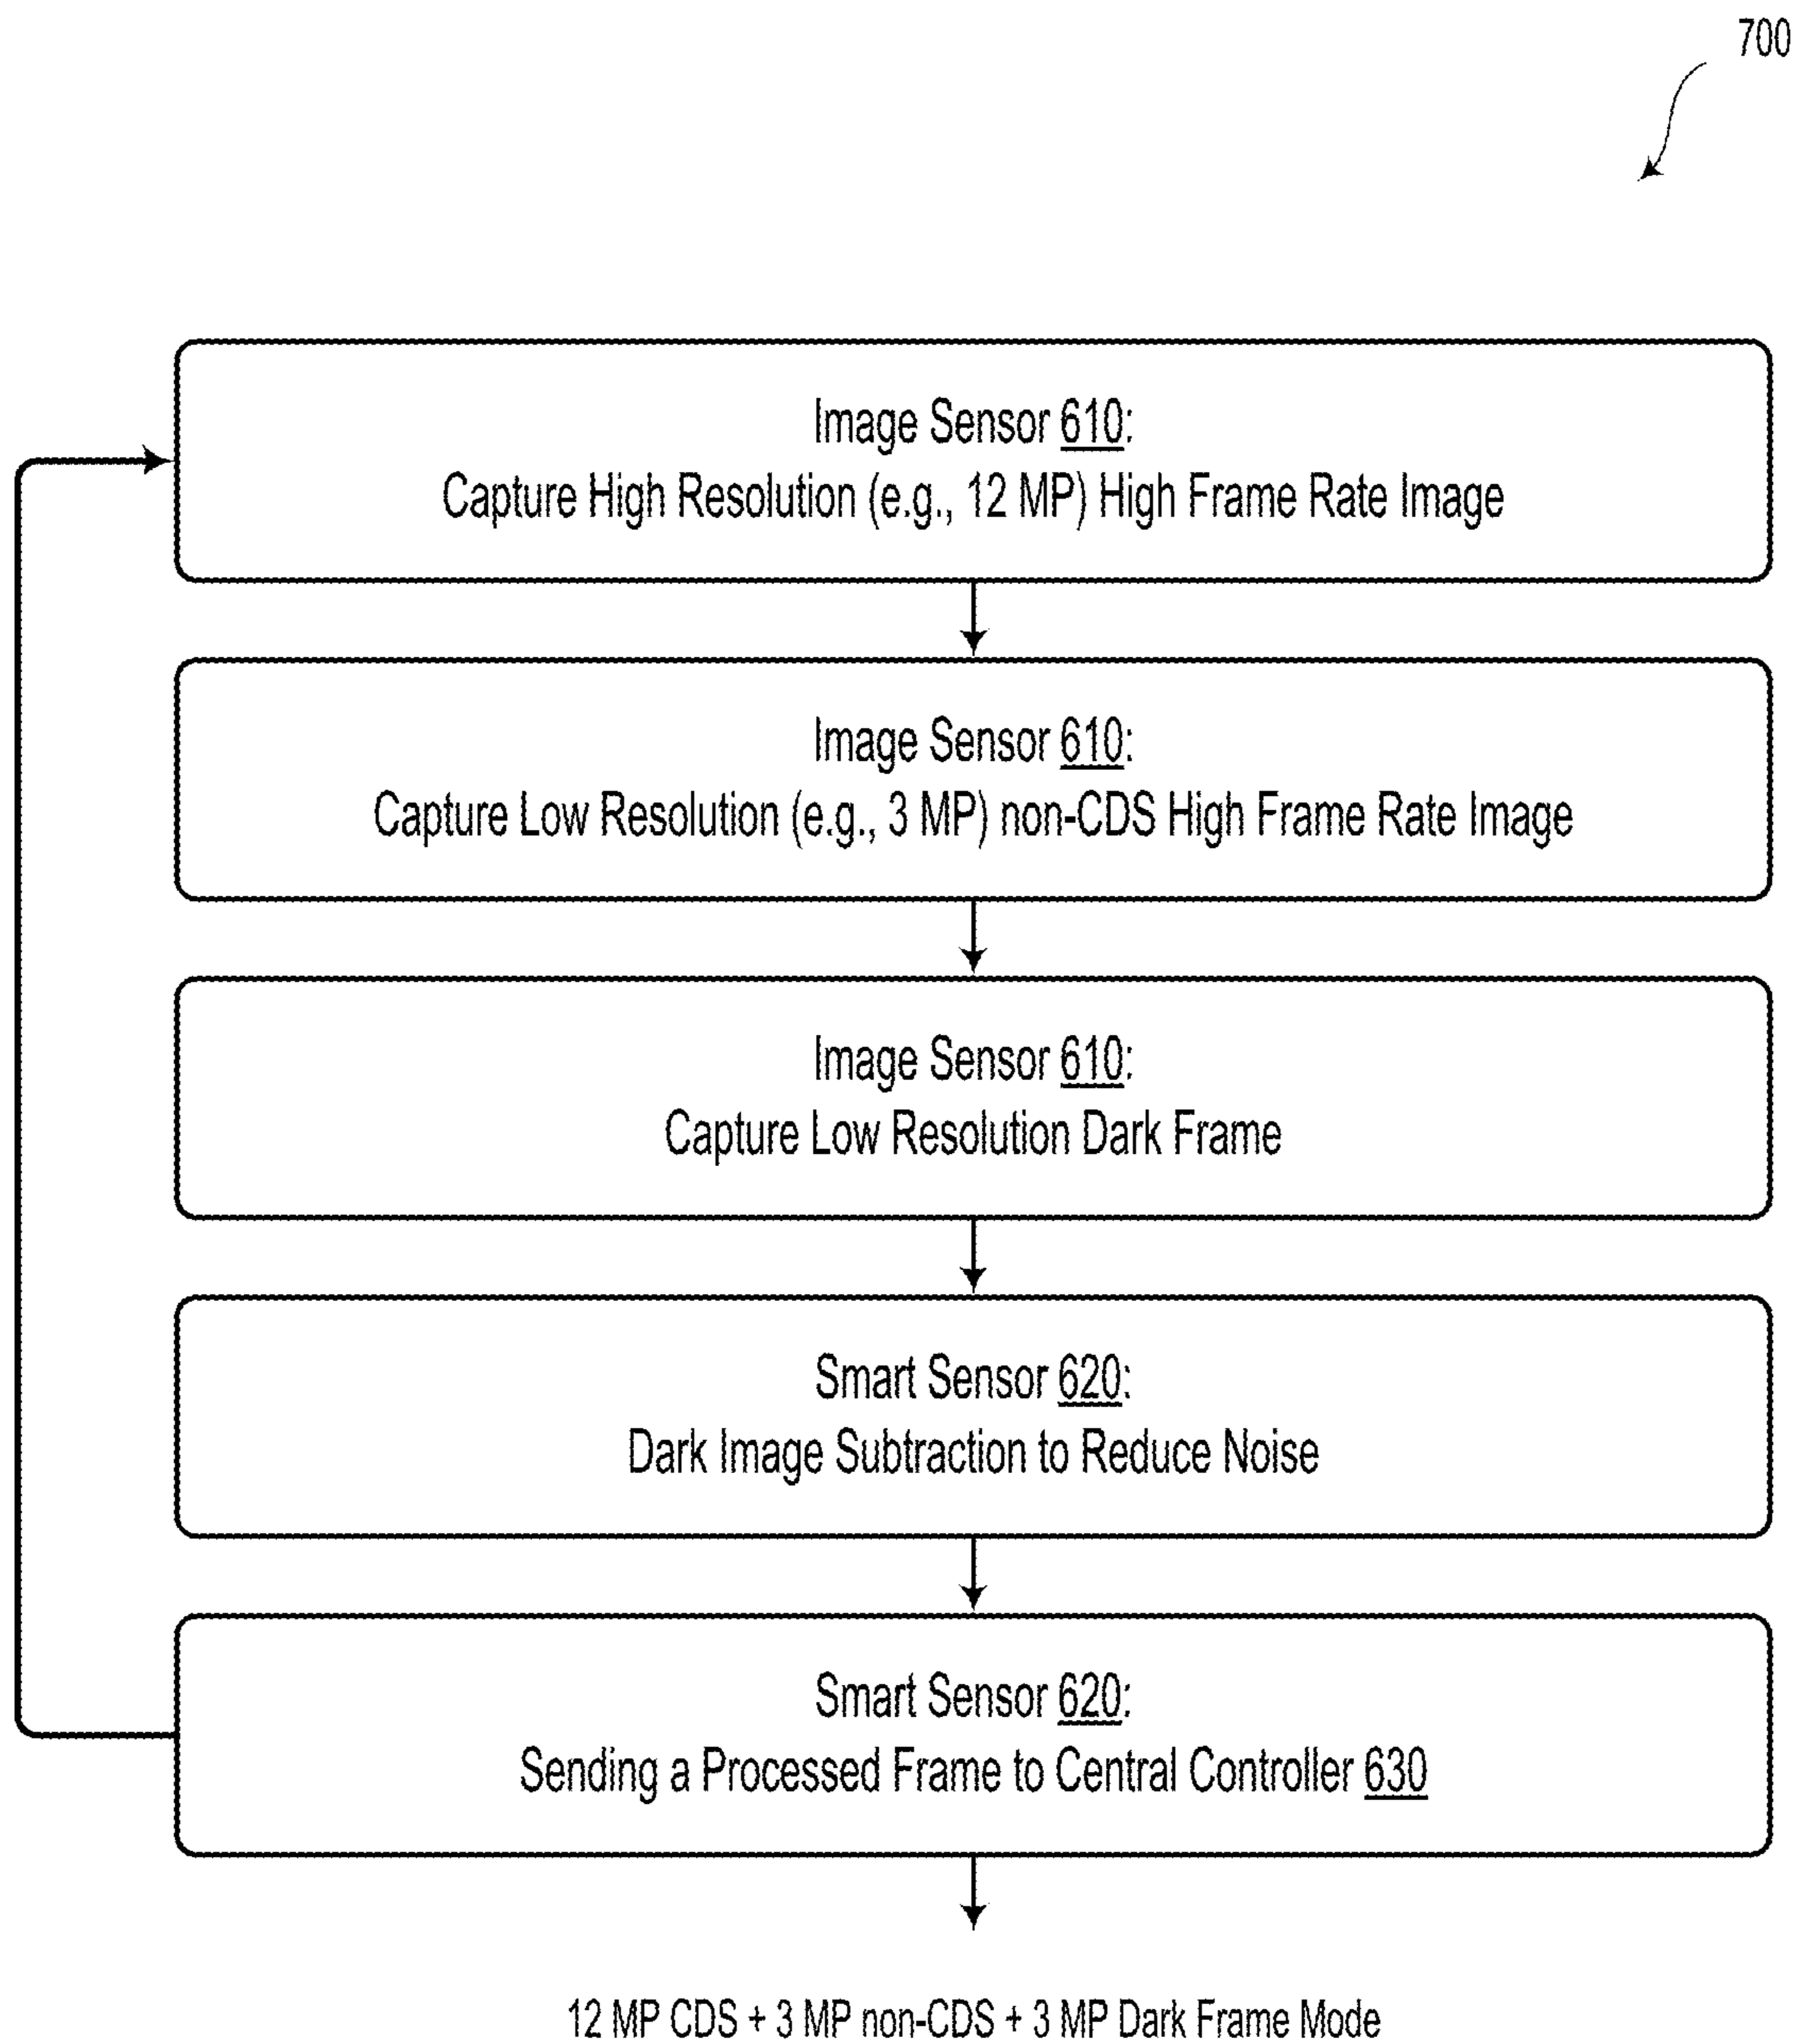 700
Image Sensor 610:
Capture High Resolution (e.g., 12 MP) High Frame Rate Image
Image Sensor 610:
Capture Low Resolution (e.g., 3 MP) non-CDS High Frame Rate Image
Image Sensor 610:
Capture Low Resolution Dark Frame
Smart Sensor 620:
Dark Image Subtraction to Reduce Noise
Smart Sensor 620:
Sending a Processed Frame to Central Controller 630
12 MP CDS + 3 MP non-CDS + 3 MP Dark Frame Mode